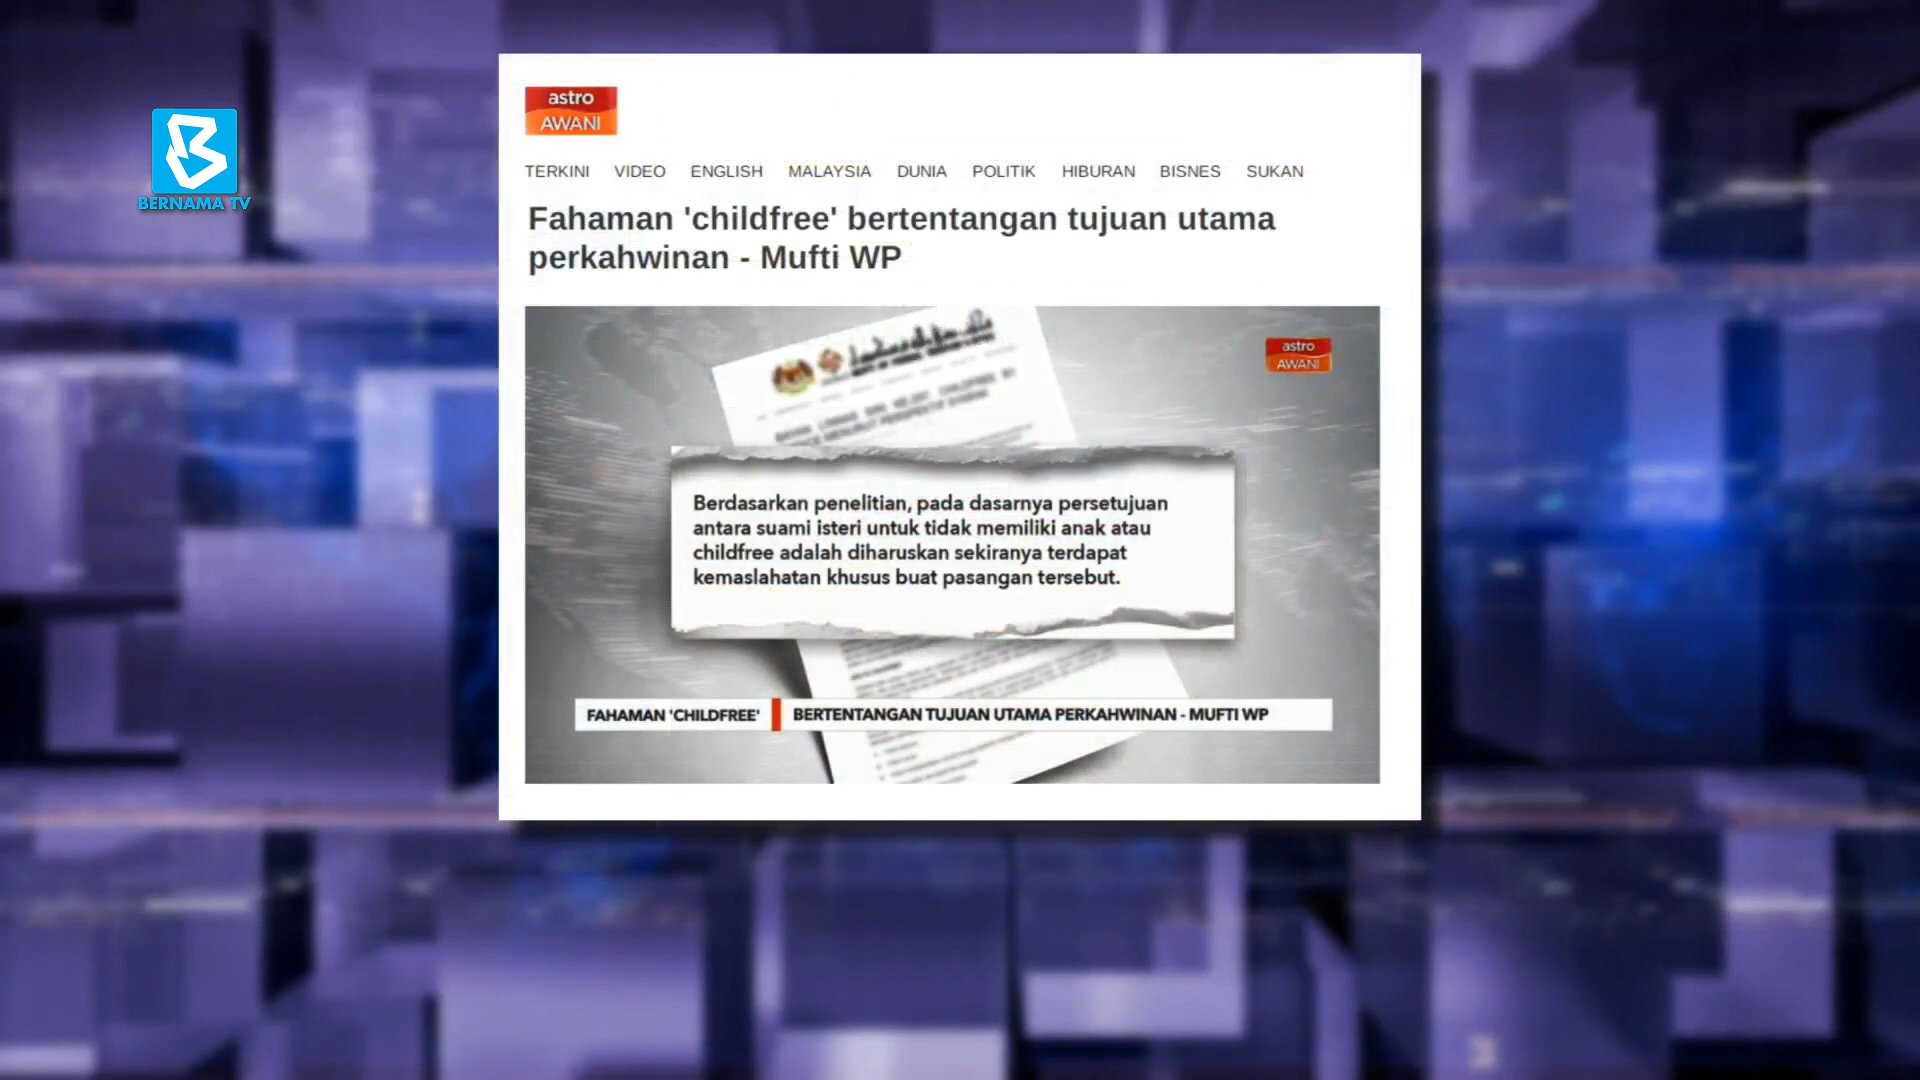 BERNAMA TV
astro
AWANI
TERKINI VIDEO ENGLISH MALAYSIA DUNIA POLITIK HIBURAN BISNES SUKAN
Fahaman 'childfree' bertentangan tujuan utama
perkahwinan - Mufti WP
astro
AWANI
Berdasarkan penelitian, pada dasarnya persetujuan
antara suami isteri untuk tidak memiliki anak atau
childfree adalah diharuskan sekiranya terdapat
kemaslahatan khusus buat pasangan tersebut.
FAHAMAN 'CHILDFREE' BERTENTANGAN TUJUAN UTAMA PERKAHWINAN - MUFTI WP